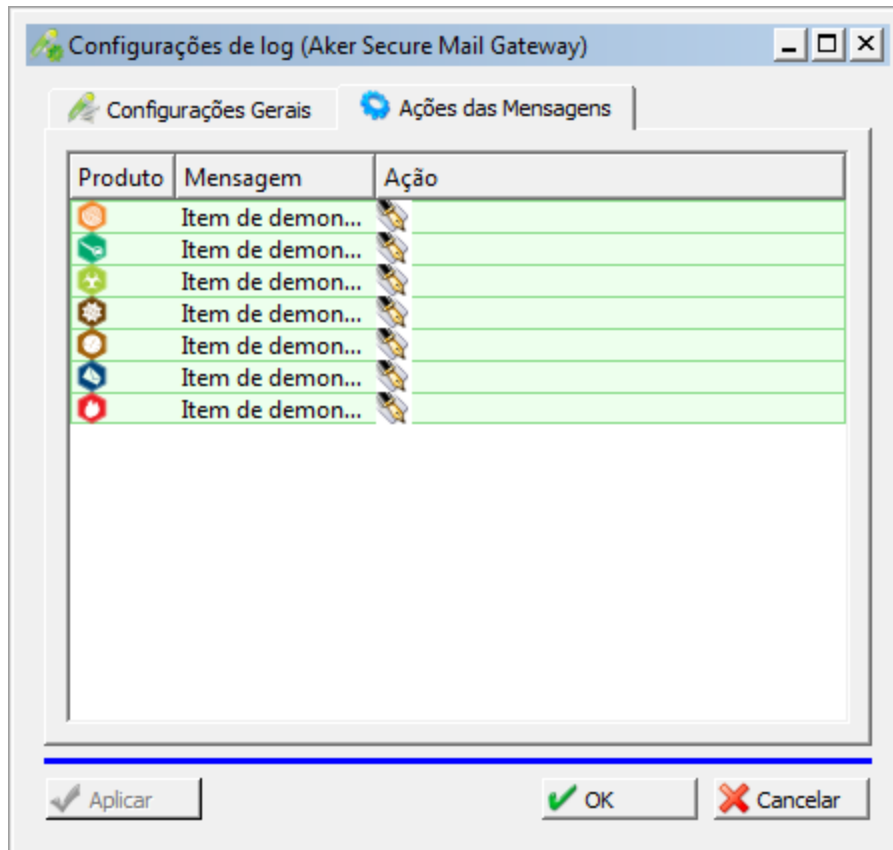 Configurações de log (Aker Secure Mail Gateway)
Configurações Gerais Ações das Mensagens
Produto Mensagem Ação
Item de demon...
Item de demon...
Item de demon...
Item de demon...
Item de demon...
Item de demon...
Item de demon...
Aplicar OK Cancelar